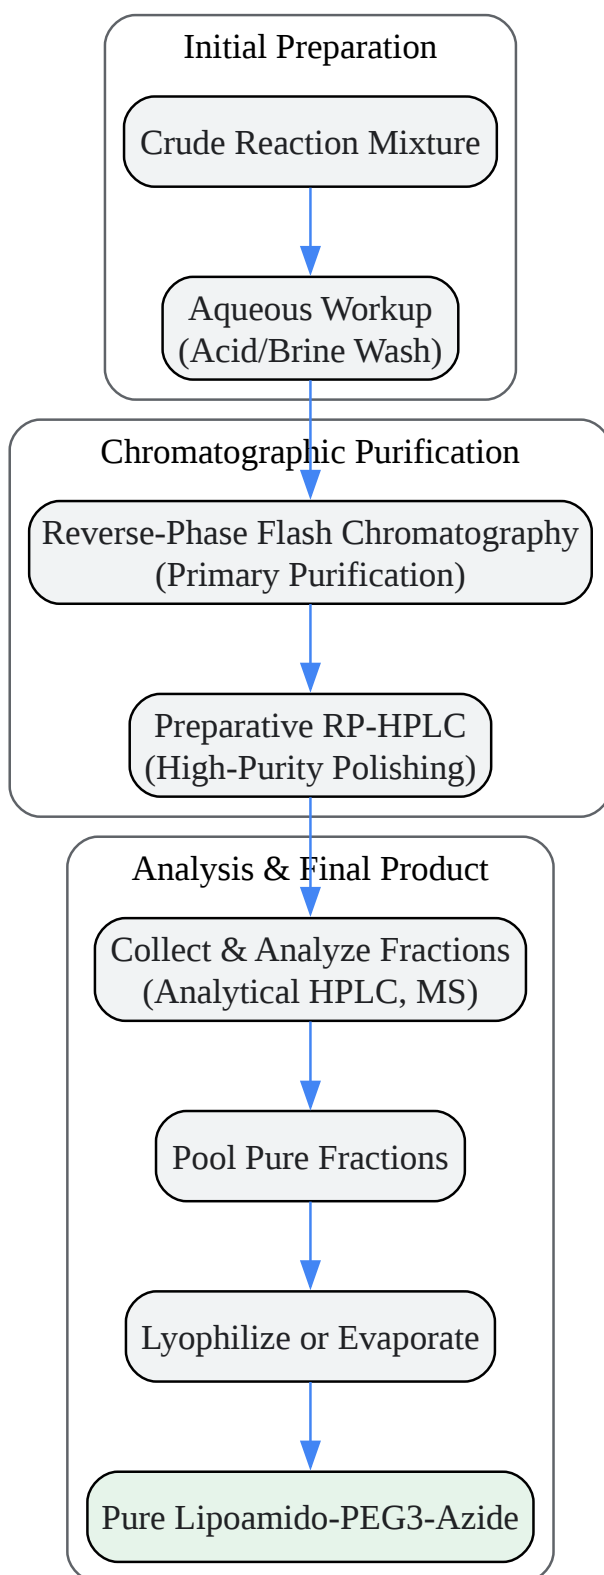 Initial Preparation
Crude Reaction Mixture
Aqueous Workup
(Acid/Brine Wash)
Chromatographic Purification
Reverse-Phase Flash Chromatography
(Primary Purification)
Preparative RP-HPLC
(High-Purity Polishing)
Analysis & Final Product
Collect & Analyze Fractions
(Analytical HPLC, MS)
Pool Pure Fractions
Lyophilize or Evaporate
Pure Lipoamido-PEG3-Azide